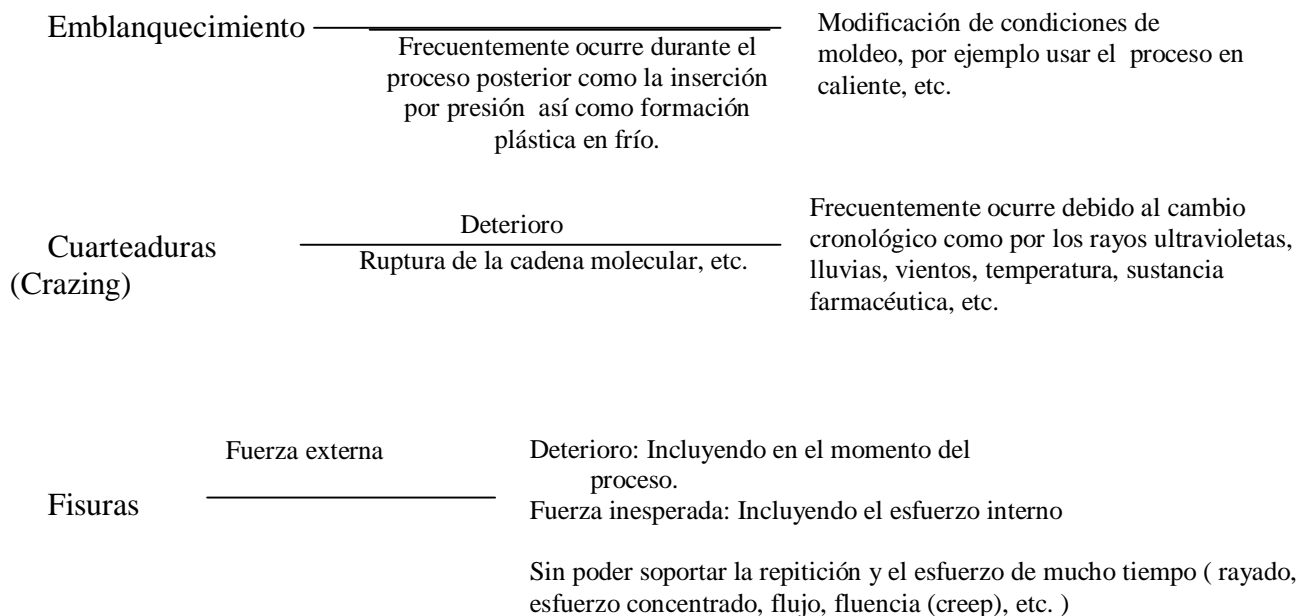 Emblanquecimiento
Frecuentemente ocurre durante el
proceso posterior como la inserción
por presión así como formación
plástica en frío.
Modificación de condiciones de
moldeo, por ejemplo usar el proceso en
caliente, etc.
Cuarteaduras
(Crazing)
Deterioro
Ruptura de la cadena molecular, etc.
Frecuentemente ocurre debido al cambio
cronológico como por los rayos ultravioletas,
lluvias, vientos, temperatura, sustancia
farmacéutica, etc.
Fisuras
Fuerza externa
Deterioro: Incluyendo en el momento del
proceso.
Fuerza inesperada: Incluyendo el esfuerzo interno
Sin poder soportar la repitición y el esfuerzo de mucho tiempo ( rayado,
esfuerzo concentrado, flujo, fluencia (creep), etc. )